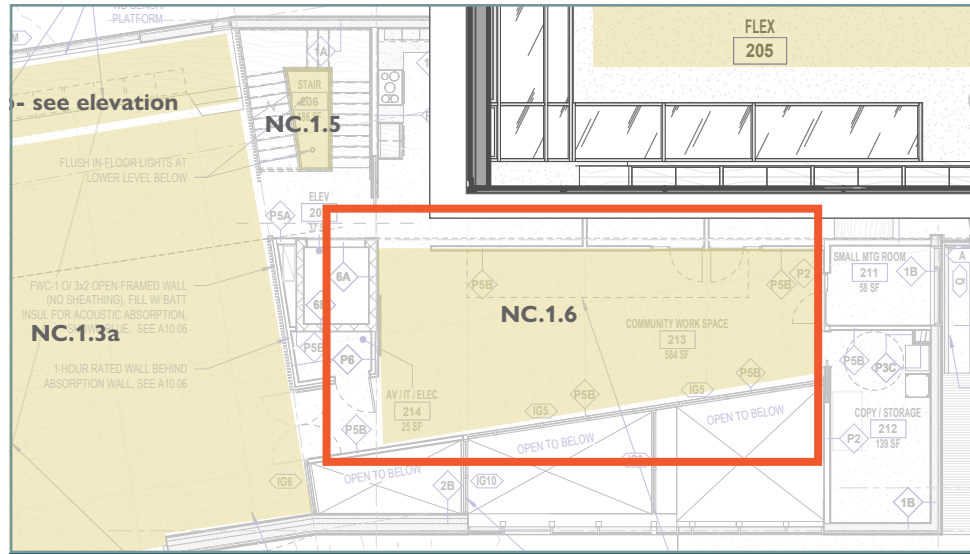 WD BENCH
PLATFORM
M
1A
1
FLEX
205
STAIR
206
- see elevation
NC.1.5
FLUSH IN-FLOOR LIGHTS AT
LOWER LEVEL BELOW
ELEV
P5A
37 SF
6A
FWC-1 O/ 3x2 OPEN-FRAMED WALL
(NO SHEATHING), FILL W/ BATT
INSUL FOR ACOUSTIC ABSORPTION,
SEE A10.06
NC.1.3a
1-HOUR RATED WALL BEHIND
ABSORPTION WALL. SEE A10.06
P6
P5B
P5B
P2
NC.1.6
COMMUNITY WORK SPACE
213
584 SF
SMALL MTG ROOM
211
58 SF
1B
A
Q
P5B
P3C
AV / IT / ELEC
214
25 SF
P5B
IG5
P5B
IG5
P5B
OPEN TO BELOW
OPEN TO BELOW
OPEN TO BELOW
COPY / STORAGE
212
139 SF
P2
IG6
2B
IG10
1B